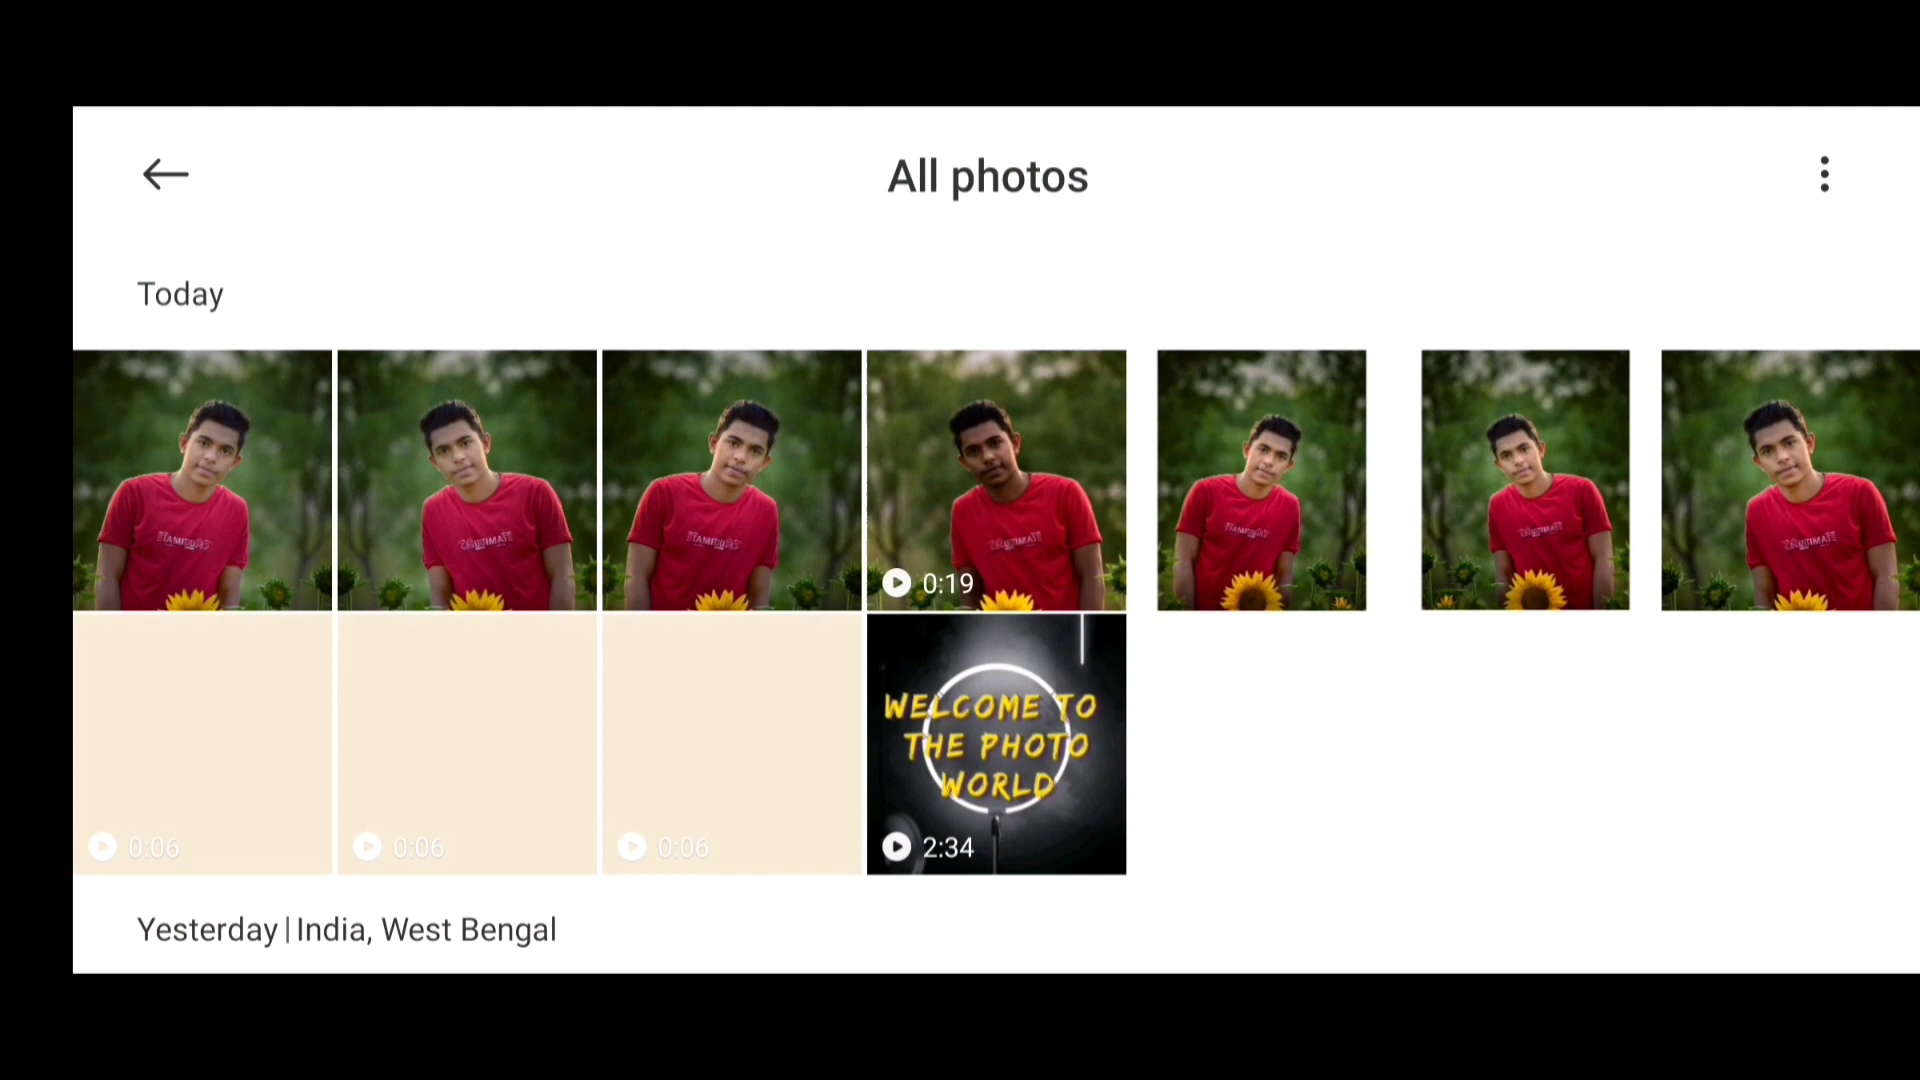 All photos
Today
0:19
0:06
0:06
0:06
WELCOME TO
THE PHOTO
WORLD
2:34
Yesterday | India, West Bengal